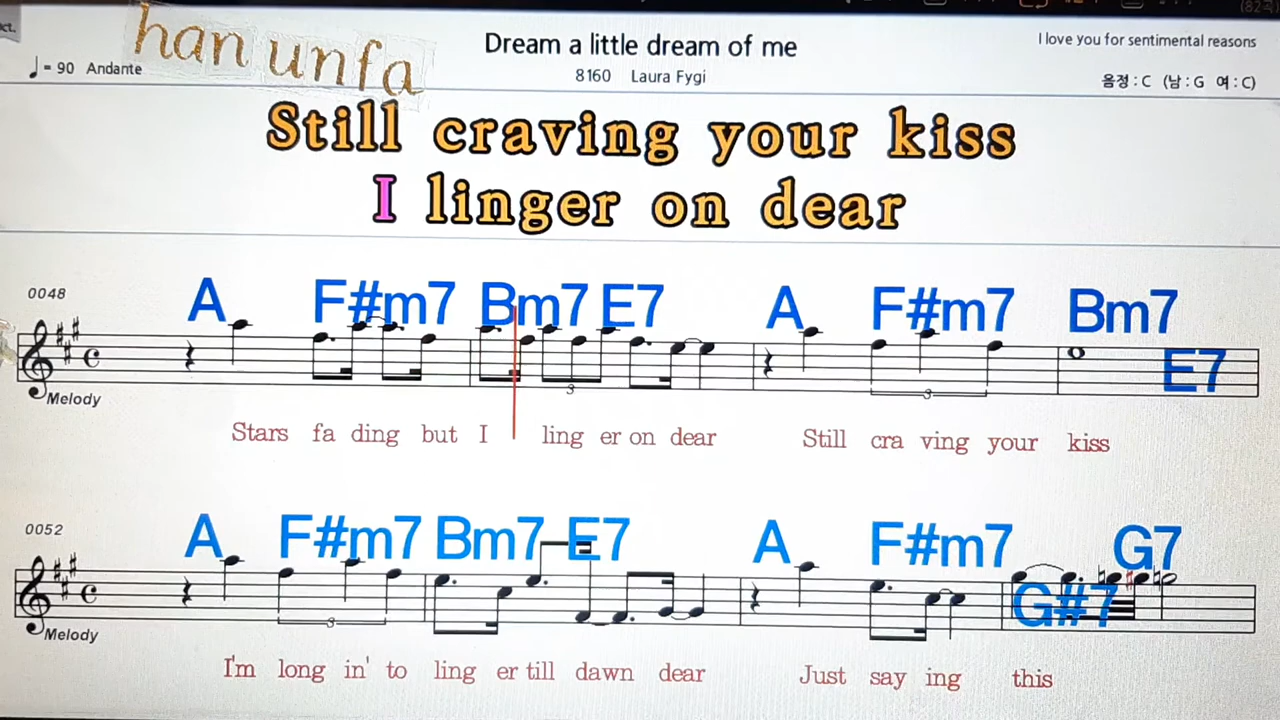 han unfa
Dream a little dream of me
I love you for sentimental reasons
♩= 90 Andante
8160 Laura Fygi
음정 : C (남 : G 여 : C)
Still craving your kiss
I linger on dear
0048
A F#m7 Bm7 E7 A F#m7 Bm7 E7
3 3
Melody
Stars fa ding but I ling er on dear Still cra ving your kiss
0052
A F#m7 Bm7 E7 A F#m7 G#7 G7
3
Melody
I'm long in' to ling er till dawn dear Just say ing this